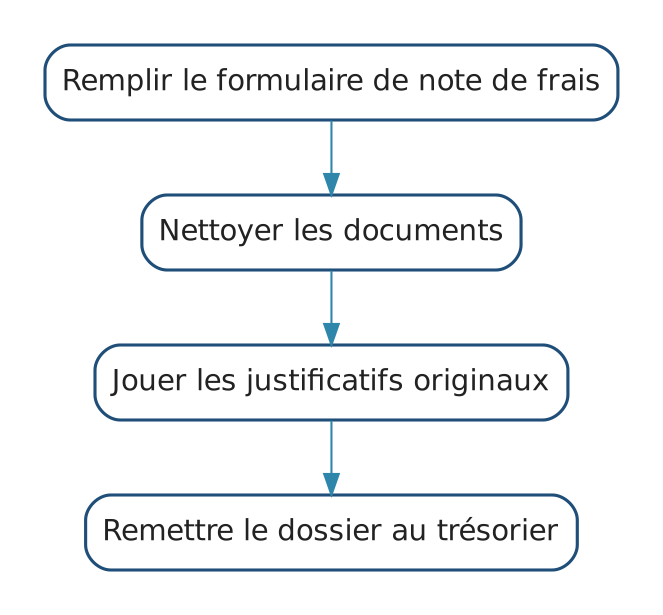 Remplir le formulaire de note de frais
Nettoyer les documents
Jouer les justificatifs originaux
Remettre le dossier au trésorier